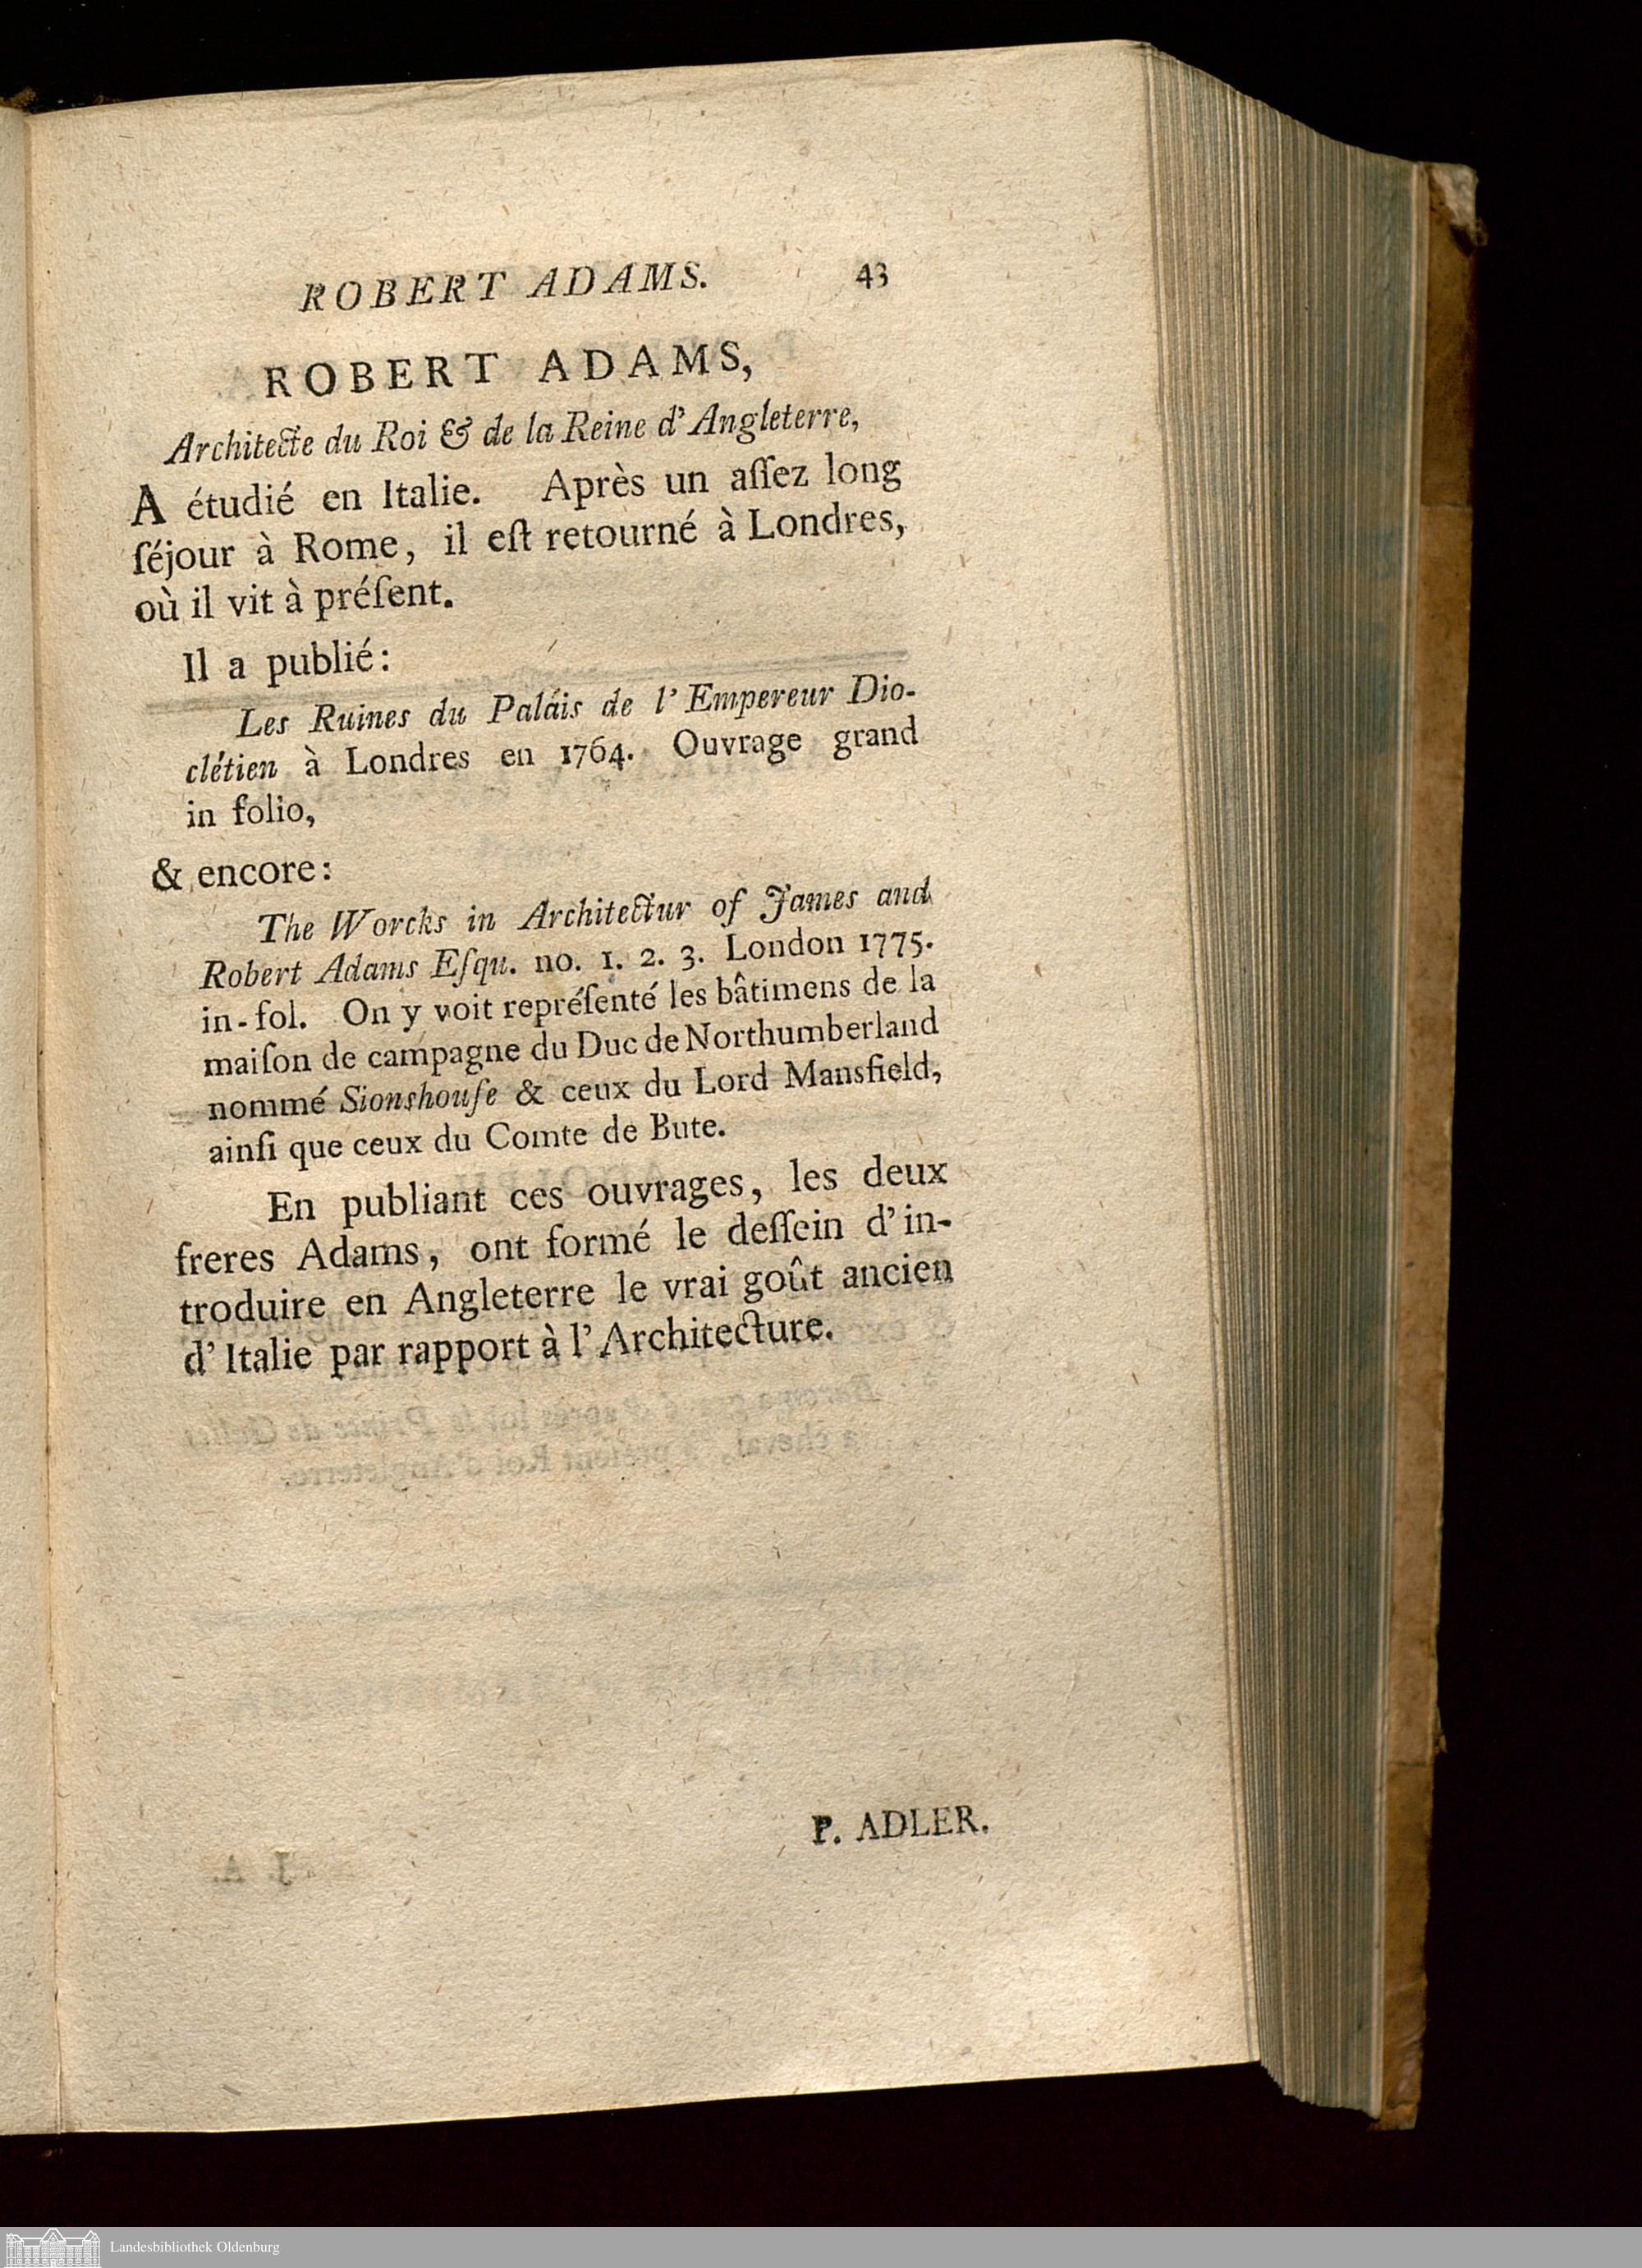 ROBERT ADAMS. 43
ROBERT ADAMS,
Architecte du Roi & de la Reine d'Angleterre,
A étudié en Italie. Après un aſſez long
ſéjour à Rome, il eſt retourné à Londres,
où il vit à préſent.
Il a publié:
Les Ruines du Paláis de l'Empereur Dio-
clétien à Londres en 1764. Ouvrage grand
in folio,
& encore:
The Worcks in Architectur of James and
Robert Adams Eſqu. no. 1. 2. 3. London 1775.
in-fol. On y voit repréſenté les bâtimens de la
maiſon de campagne du Duc de Northumberland
nommé Sionshouſe & ceux du Lord Mansfield,
ainſi que ceux du Comte de Bute.
En publiant ces ouvrages, les deux
freres Adams, ont formé le deſſein d'in-
troduire en Angleterre le vrai goût ancien
d'Italie par rapport à l'Architecture.
P. ADLER.
Landesbibliothek Oldenburg